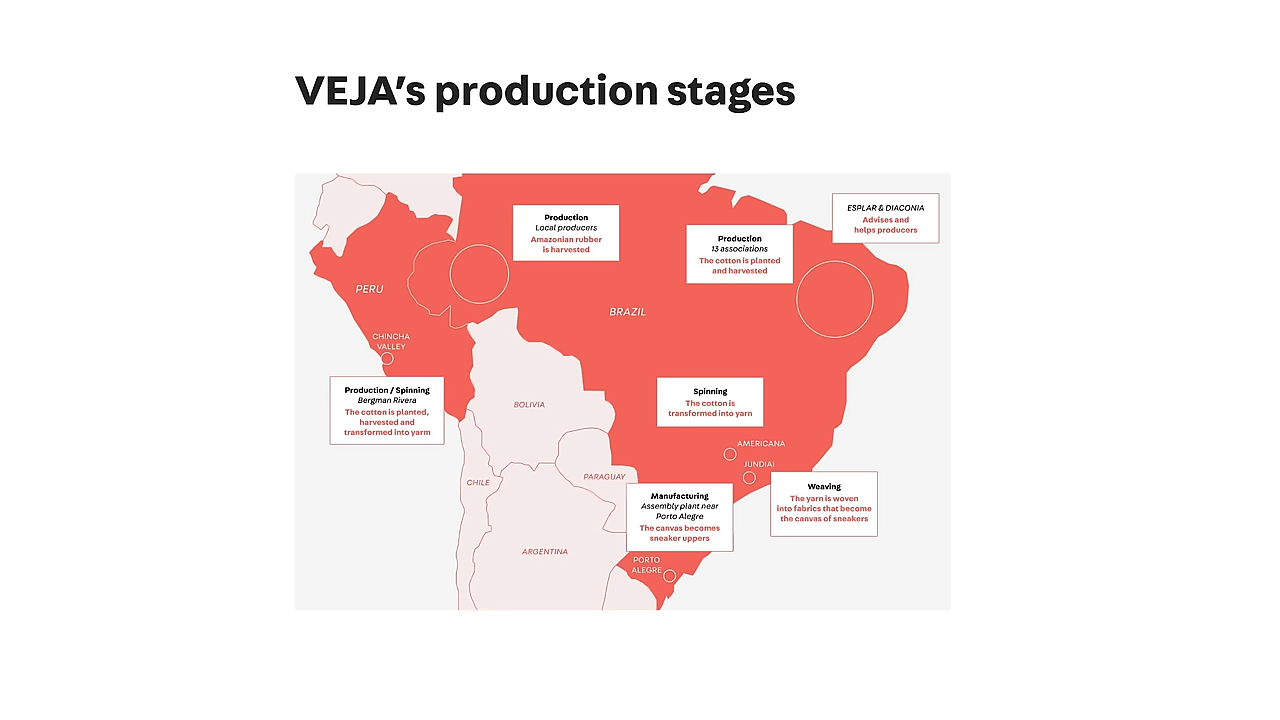 VEJA's production stages
ESPLAR & DIACONIA
Advises and
helps producers
Production
Local producers
Amazonian rubber
is harvested
Production
13 associations
The cotton is planted
and harvested
PERU
BRAZIL
CHINCHA
VALLEY
Production / Spinning
Bergman Rivera
The cotton is planted,
harvested and
transformed into yarm
Spinning
The cotton is
transformed into yarn
BOLIVIA
AMERICANA
JUNDIAI
CHILE
PARAGUAY
Weaving
The yarn is woven
into fabrics that become
the canvas of sneakers
Manufacturing
Assembly plant near
Porto Alegre
The canvas becomes
sneaker uppers
ARGENTINA
PORTO
ALEGRE